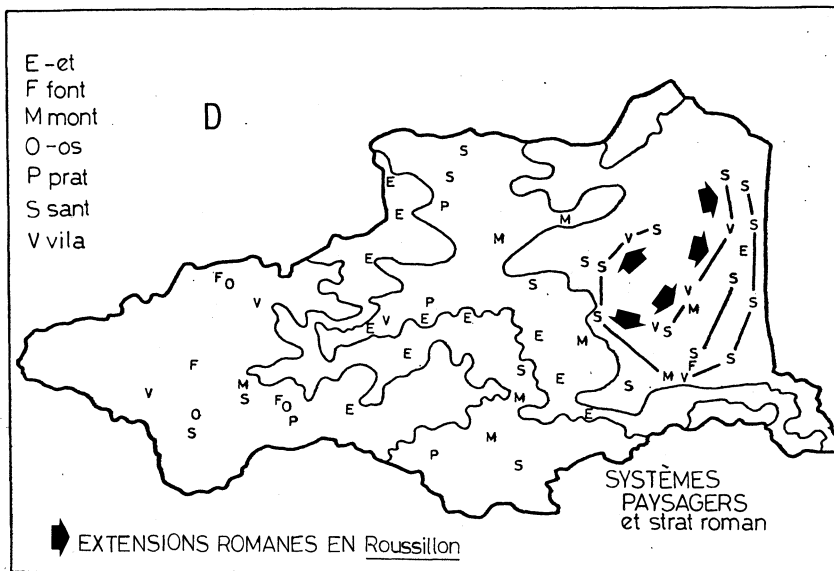 E -et
F font
M mont
O -os
P prat
S sant
V vila
D
S
E S
E P
M M
S V S
V E S
S S
E
F O
V
S S
P
V M
E V E E
S V S
E M
F
E
S
S F S
M V
V
M S
F O
E
E
M
S
E
O
P
S
M
P
S
SYSTÈMES
PAYSAGERS
et strat roman
EXTENSIONS ROMANES EN Roussillon